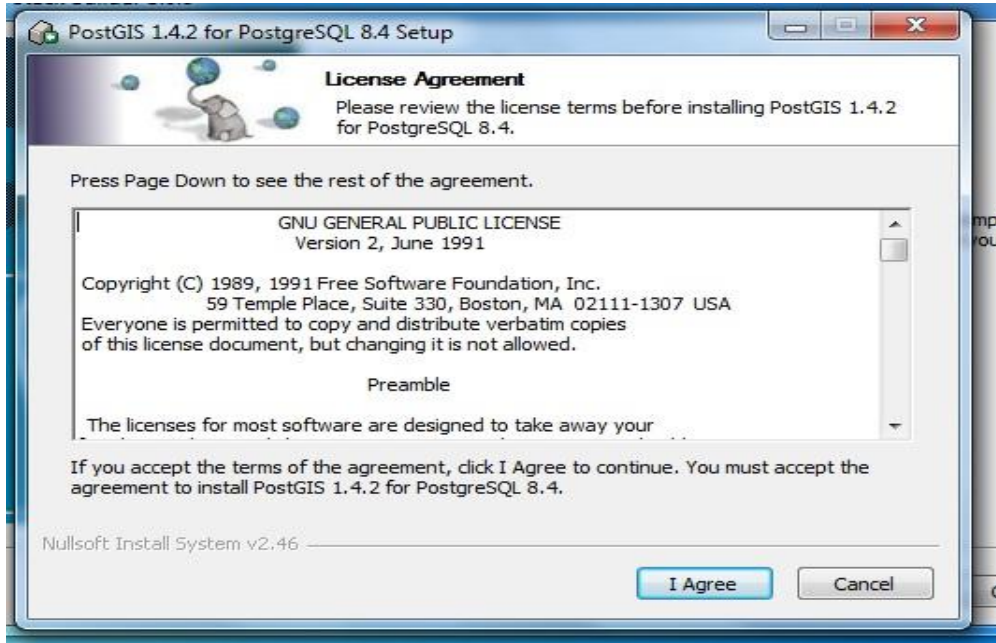 PostGIS 1.4.2 for PostgreSQL 8.4 Setup
License Agreement
Please review the license terms before installing PostGIS 1.4.2
for PostgreSQL 8.4.
Press Page Down to see the rest of the agreement.
GNU GENERAL PUBLIC LICENSE
Version 2, June 1991
Copyright (C) 1989, 1991 Free Software Foundation, Inc.
59 Temple Place, Suite 330, Boston, MA 02111-1307 USA
Everyone is permitted to copy and distribute verbatim copies
of this license document, but changing it is not allowed.
Preamble
The licenses for most software are designed to take away your
If you accept the terms of the agreement, click I Agree to continue. You must accept the
agreement to install PostGIS 1.4.2 for PostgreSQL 8.4.
Nullsoft Install System v2.46
I Agree
Cancel